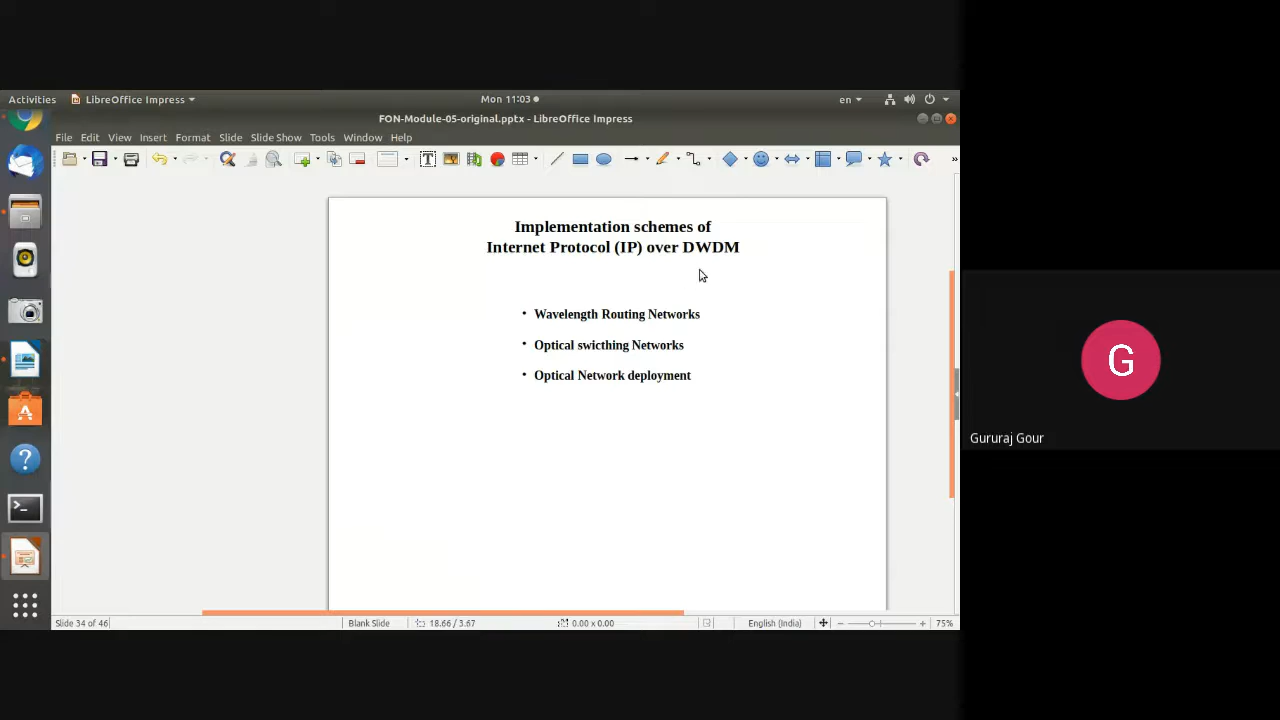 Activities LibreOffice Impress Mon 11:03 en
FON-Module-05-original.pptx - LibreOffice Impress
File Edit View Insert Format Slide Slide Show Tools Window Help
T »
Implementation schemes of
Internet Protocol (IP) over DWDM
• Wavelength Routing Networks
• Optical swicthing Networks
• Optical Network deployment
G
Gururaj Gour
Slide 34 of 46 Blank Slide 18.66 / 3.67 0.00 x 0.00 English (India) 75%